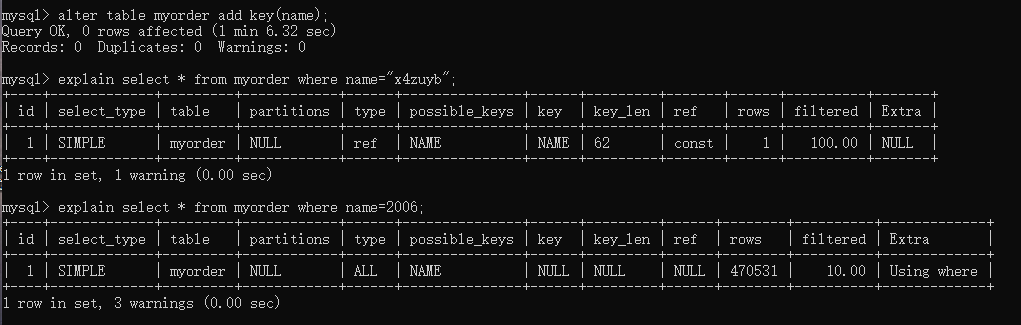 mysql> alter table myorder add key(name);
Query OK, 0 rows affected (1 min 6.32 sec)
Records: 0  Duplicates: 0  Warnings: 0

mysql> explain select * from myorder where name="x4zuyb";
+----+-------------+---------+------------+------+---------------+------+---------+-------+------+----------+-------+
| id | select_type | table   | partitions | type | possible_keys | key  | key_len | ref   | rows | filtered | Extra |
+----+-------------+---------+------------+------+---------------+------+---------+-------+------+----------+-------+
|  1 | SIMPLE      | myorder | NULL       | ref  | NAME          | NAME | 62      | const |    1 |   100.00 | NULL  |
+----+-------------+---------+------------+------+---------------+------+---------+-------+------+----------+-------+
1 row in set, 1 warning (0.00 sec)

mysql> explain select * from myorder where name=2006;
+----+-------------+---------+------------+------+---------------+------+---------+------+--------+----------+-------------+
| id | select_type | table   | partitions | type | possible_keys | key  | key_len | ref  | rows   | filtered | Extra       |
+----+-------------+---------+------------+------+---------------+------+---------+------+--------+----------+-------------+
|  1 | SIMPLE      | myorder | NULL       | ALL  | NAME          | NULL | NULL    | NULL | 470531 |    10.00 | Using where |
+----+-------------+---------+------------+------+---------------+------+---------+------+--------+----------+-------------+
1 row in set, 3 warnings (0.00 sec)